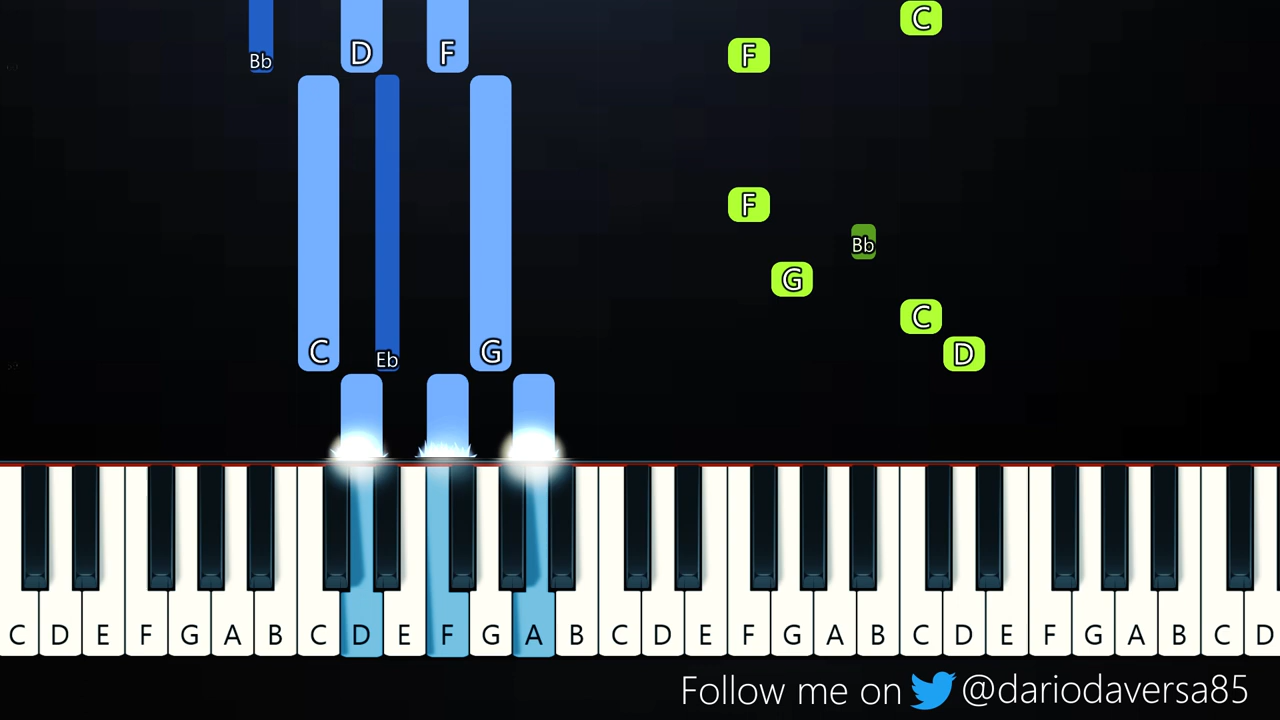 C
D F F
Bb
F
Bb
G
C
C Eb G D
C D E F G A B C D E F G A B C D E F G A B C D E F G A B C D
Follow me on @dariodaversa85